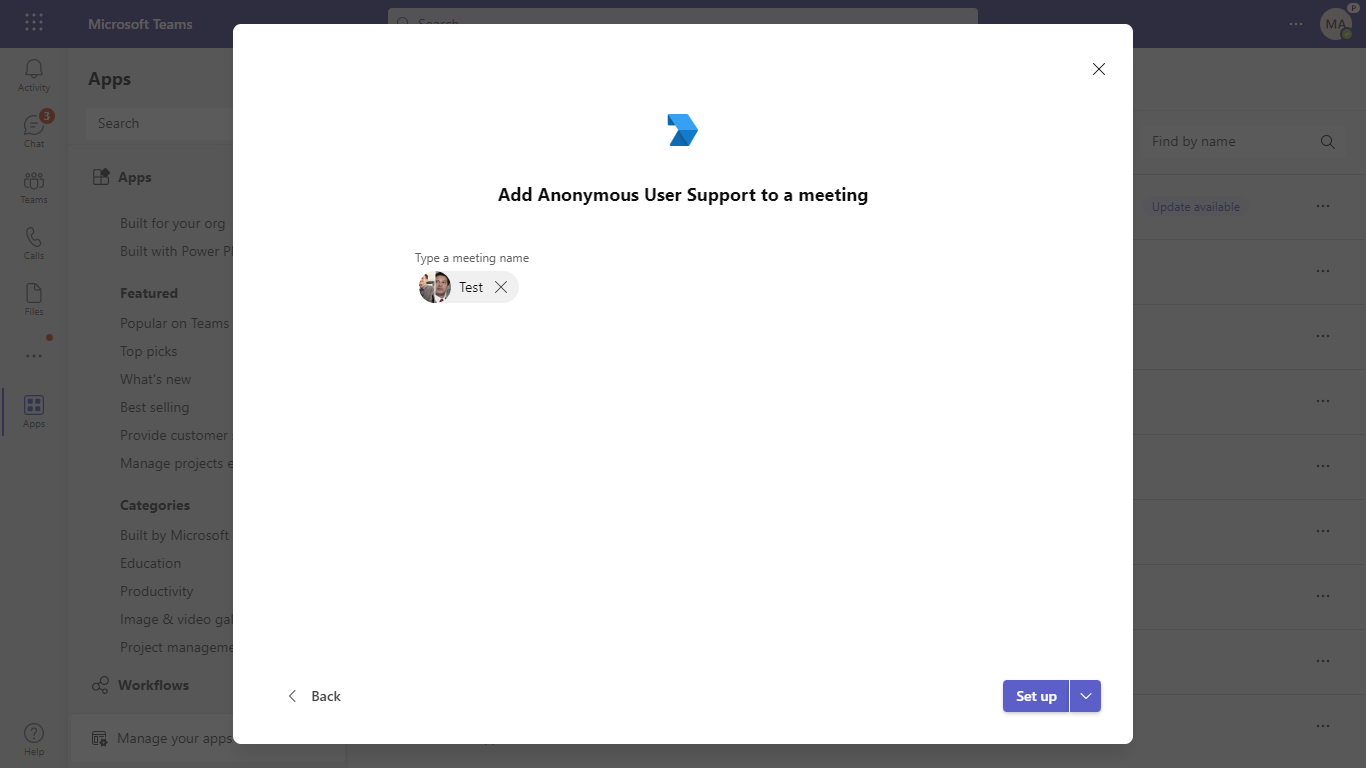 Microsoft Teams
Search
P
MA
Activity
3
Chat
Teams
Calls
Files
Apps
Help
Apps
Search
Apps
Built for your org
Built with Power Pl
Featured
Popular on Teams
Top picks
What's new
Best selling
Provide customer
Manage projects e
Categories
Built by Microsoft
Education
Productivity
Image & video gal
Project manageme
Workflows
Manage your apps
Add Anonymous User Support to a meeting
Type a meeting name
Test
Back
Set up
Find by name
Update available